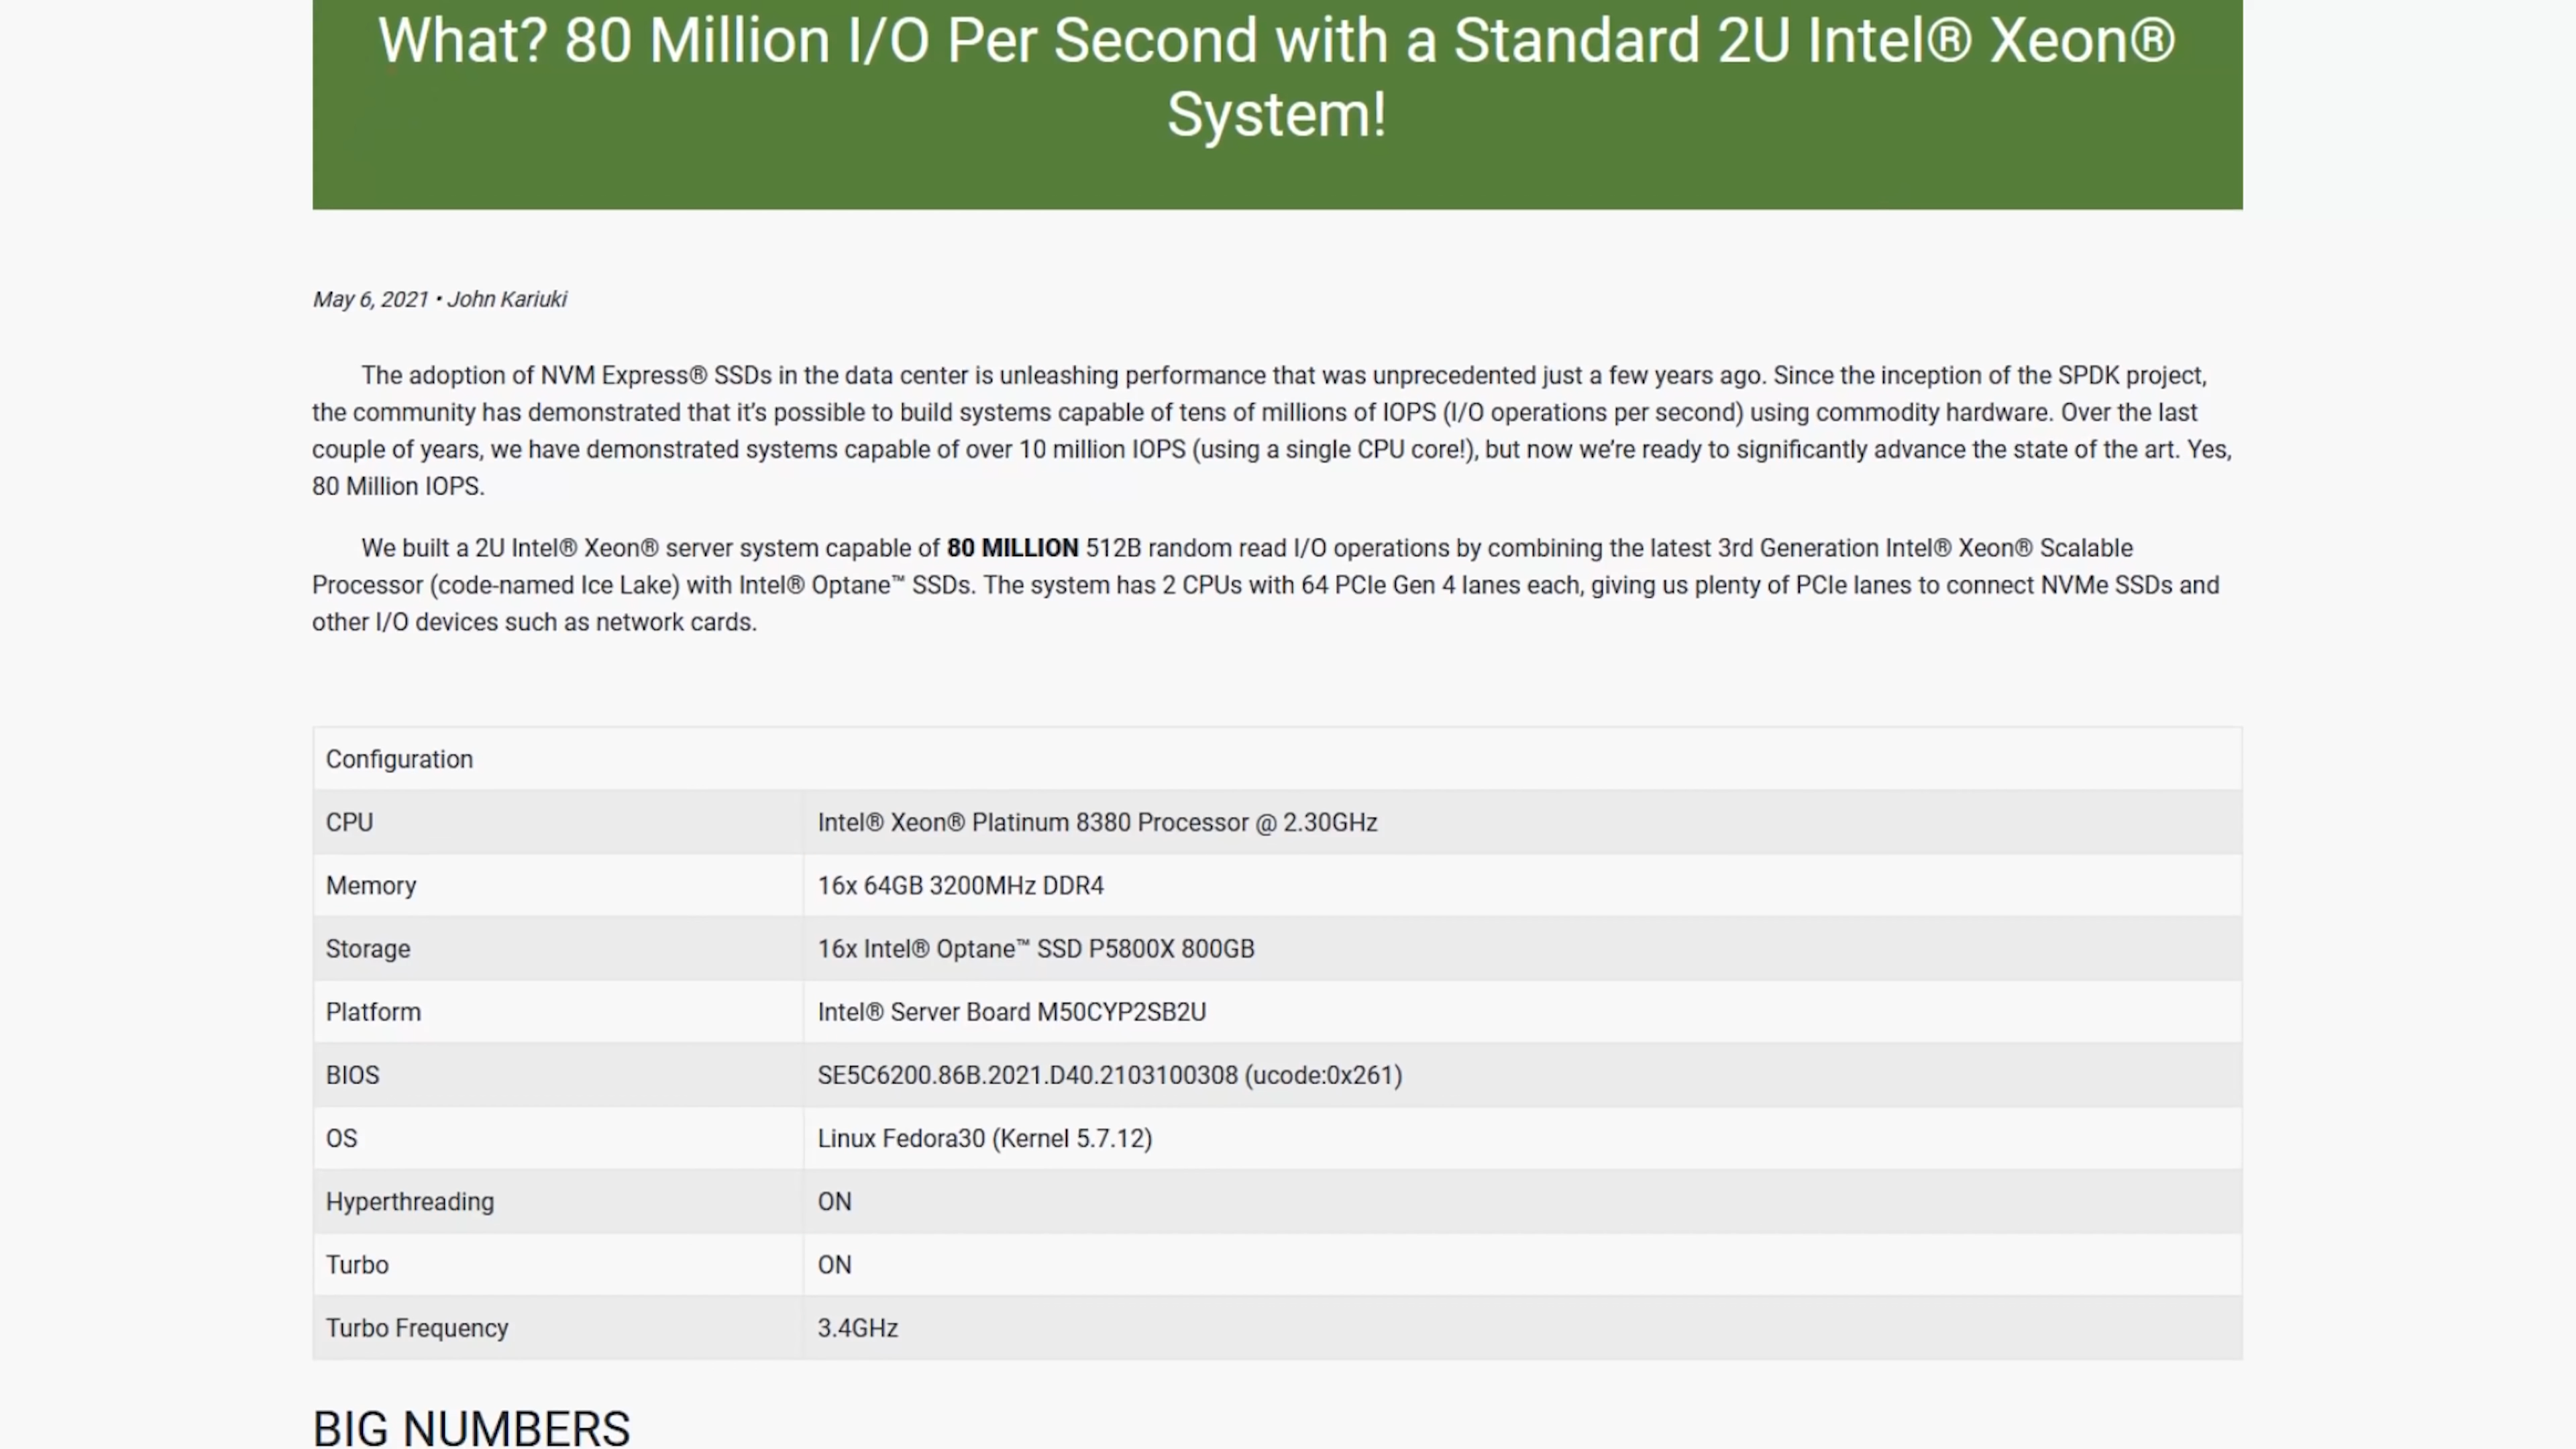 What? 80 Million I/O Per Second with a Standard 2U Intel® Xeon®
System!
May 6, 2021 • John Kariuki
The adoption of NVM Express® SSDs in the data center is unleashing performance that was unprecedented just a few years ago. Since the inception of the SPDK project,
the community has demonstrated that it’s possible to build systems capable of tens of millions of IOPS (I/O operations per second) using commodity hardware. Over the last
couple of years, we have demonstrated systems capable of over 10 million IOPS (using a single CPU core!), but now we’re ready to significantly advance the state of the art. Yes,
80 Million IOPS.
We built a 2U Intel® Xeon® server system capable of 80 MILLION 512B random read I/O operations by combining the latest 3rd Generation Intel® Xeon® Scalable
Processor (code-named Ice Lake) with Intel® Optane™ SSDs. The system has 2 CPUs with 64 PCIe Gen 4 lanes each, giving us plenty of PCIe lanes to connect NVMe SSDs and
other I/O devices such as network cards.
Configuration
CPU Intel® Xeon® Platinum 8380 Processor @ 2.30GHz
Memory 16x 64GB 3200MHz DDR4
Storage 16x Intel® Optane™ SSD P5800X 800GB
Platform Intel® Server Board M50CYP2SB2U
BIOS SE5C6200.86B.2021.D40.2103100308 (ucode:0x261)
OS Linux Fedora30 (Kernel 5.7.12)
Hyperthreading ON
Turbo ON
Turbo Frequency 3.4GHz
BIG NUMBERS